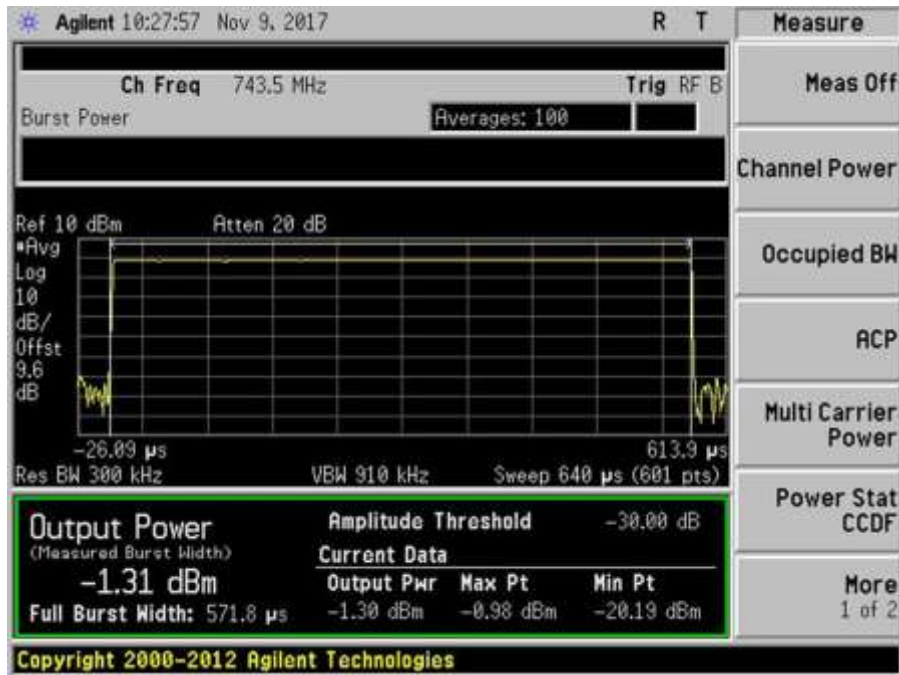 Agilent 10:27:57 Nov 9, 2017 R T
Measure
Ch Freq 743.5 MHz Trig RF B
Burst Power Averages: 100
Meas Off
Channel Power
Occupied BW
ACP
Multi Carrier
Power
Power Stat
CCDF
More
1 of 2
Ref 10 dBm Atten 20 dB
*Avg
Log
10
dB/
Offst
9.6
dB
-26.09 µs 613.9 µs
Res BW 300 kHz VBW 910 kHz Sweep 640 µs (601 pts)
Output Power
(Measured Burst Width)
-1.31 dBm
Full Burst Width: 571.8 µs
Amplitude Threshold -30.00 dB
Current Data
Output Pwr Max Pt Min Pt
-1.30 dBm -0.98 dBm -20.19 dBm
Copyright 2000-2012 Agilent Technologies